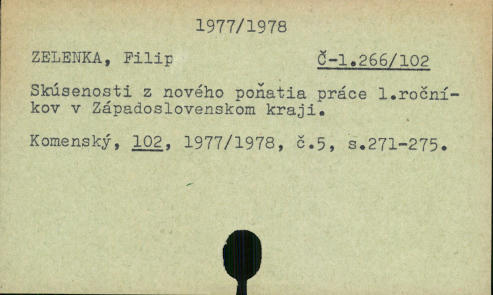 1977/1978
ZELENKA, Filip Č-1.266/102
Skúsenosti z nového poňatia práce 1.roční-
kov v Západoslovenskom kraji.
Komenský, 102, 1977/1978, č.5, s.271-275.